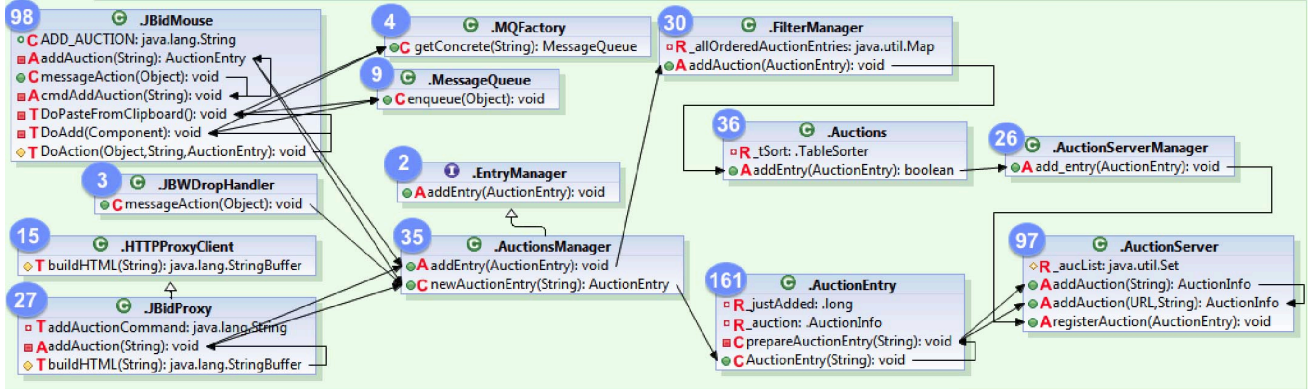 98
C .JBidMouse
C ADD_AUCTION: java.lang.String
A addAuction(String): AuctionEntry
C messageAction(Object): void
A cmdAddAuction(String): void
T DoPasteFromClipboard(): void
T DoAdd(Component): void
T DoAction(Object,String,AuctionEntry): void
4
C .MQFactory
C getConcrete(String): MessageQueue
9
C .MessageQueue
C enqueue(Object): void
30
C .FilterManager
R _allOrderedAuctionEntries: java.util.Map
A addAuction(AuctionEntry): void
36
C .Auctions
R _tSort: .TableSorter
A addEntry(AuctionEntry): boolean
26
C .AuctionServerManager
A add_entry(AuctionEntry): void
2
I .EntryManager
A addEntry(AuctionEntry): void
3
C .JBWDropHandler
C messageAction(Object): void
15
C .HTTPProxyClient
T buildHTML(String): java.lang.StringBuffer
27
C .JBidProxy
T addAuctionCommand: java.lang.String
A addAuction(String): void
T buildHTML(String): java.lang.StringBuffer
35
C .AuctionsManager
A addEntry(AuctionEntry): void
C newAuctionEntry(String): AuctionEntry
161
C .AuctionEntry
R _justAdded: .long
R _auction: .AuctionInfo
C prepareAuctionEntry(String): void
C AuctionEntry(String): void
97
C .AuctionServer
R _aucList: java.util.Set
A addAuction(String): AuctionInfo
A addAuction(URL,String): AuctionInfo
A registerAuction(AuctionEntry): void